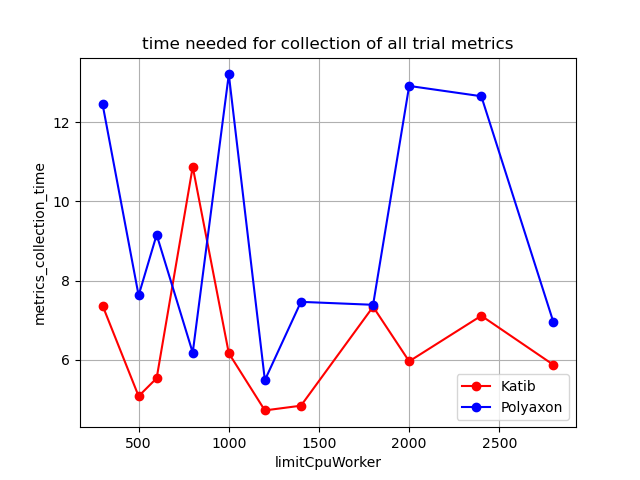 time needed for collection of all trial metrics
metrics_collection_time
12
10
8
6
500
1000
1500
2000
2500
limitCpuWorker
Katib
Polyaxon